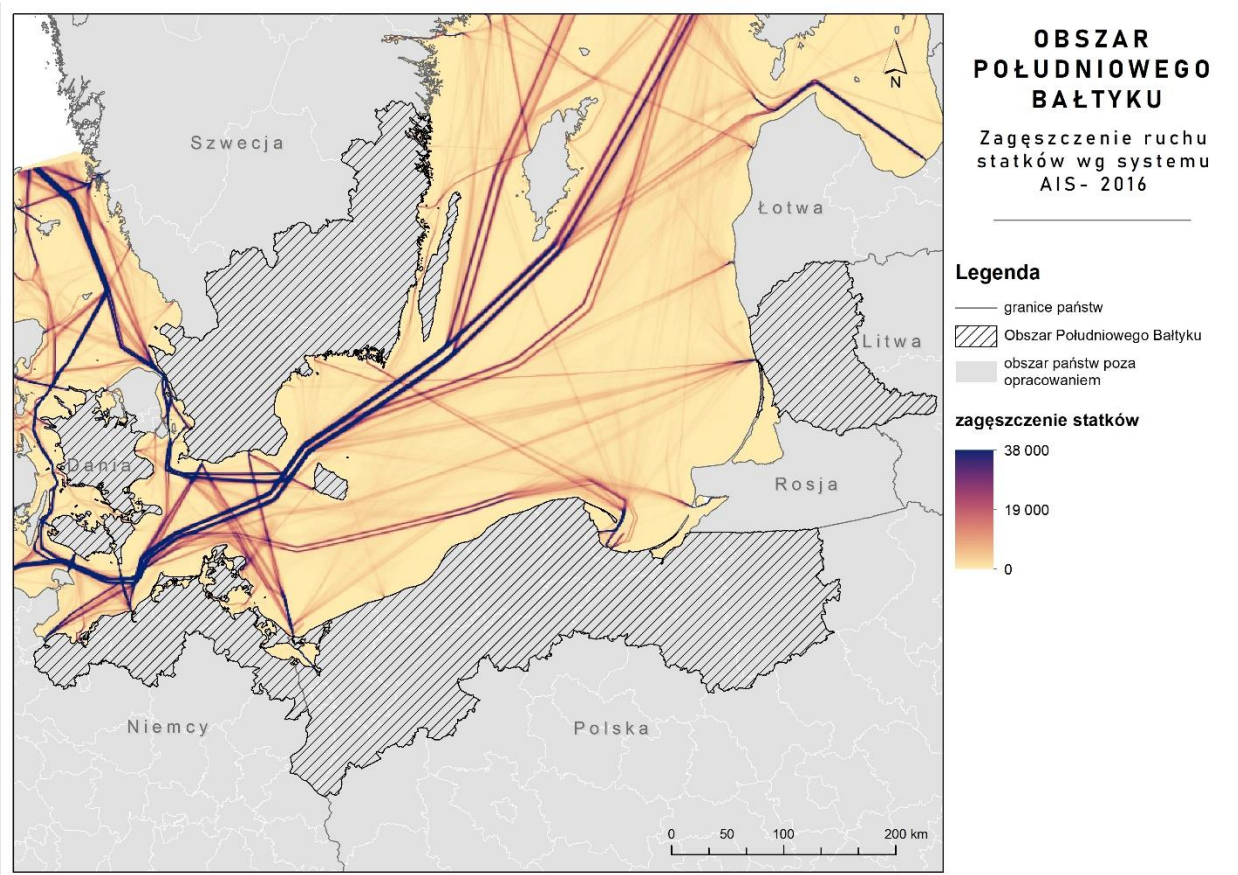 OBSZAR
POŁUDNIOWEGO
BAŁTYKU
Zagęszczenie ruchu
statków wg systemu
AIS- 2016
Legenda
granice państw
Obszar Południowego Bałtyku
obszar państw poza
opracowaniem
zagęszczenie statków
38 000
19 000
0
N
Szwecja
Łotwa
Litwa
Dania
Rosja
Niemcy
Polska
0 50 100 200 km